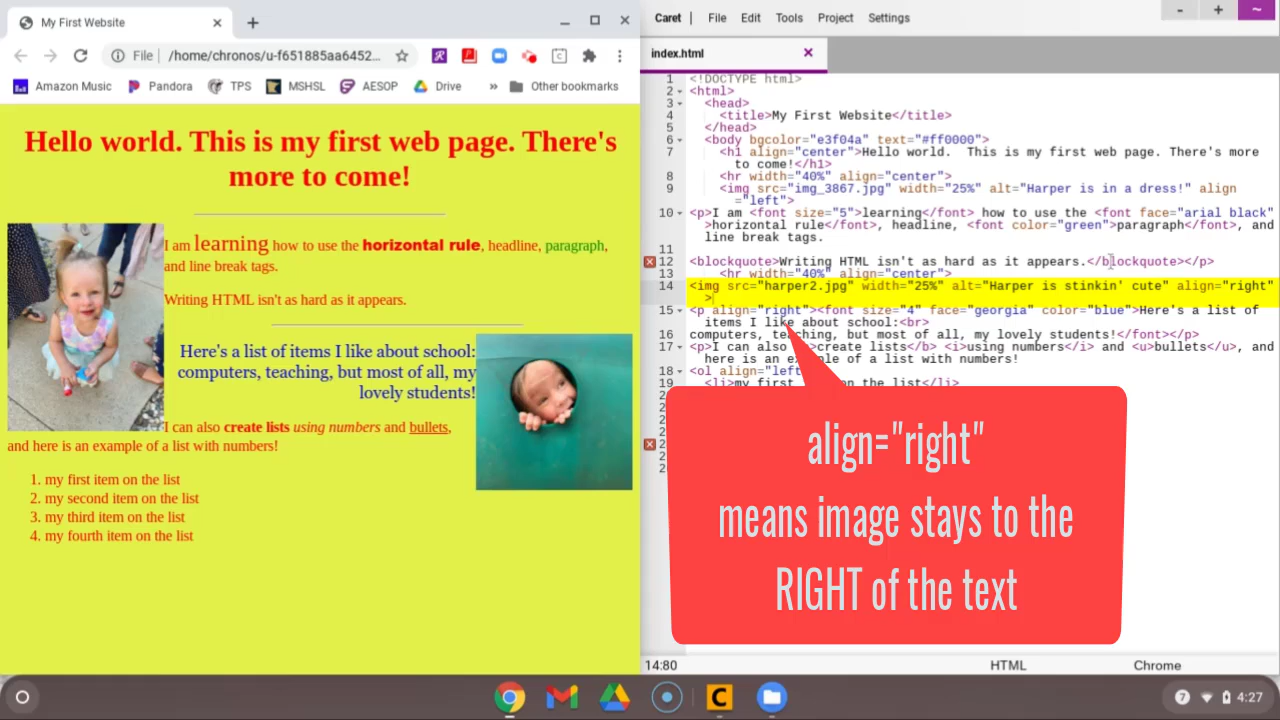 My First Website
File
/home/chronos/u-f651885aa6452...
Amazon Music
Pandora
TPS
MSHSL
AESOP
Drive
»
Other bookmarks
Hello world. This is my first web page. There's
more to come!
I am learning how to use the horizontal rule, headline, paragraph,
and line break tags.
Writing HTML isn't as hard as it appears.
Here's a list of items I like about school:
computers, teaching, but most of all, my
lovely students!
I can also create lists using numbers and bullets,
and here is an example of a list with numbers!
1. my first item on the list
2. my second item on the list
3. my third item on the list
4. my fourth item on the list
Caret
File
Edit
Tools
Project
Settings
index.html
1 <!DOCTYPE html>
2 <html>
3 <head>
4 <title>My First Website</title>
5 </head>
6 <body bgcolor="e3f04a" text="#ff0000">
7 <h1 align="center">Hello world.  This is my first web page. There's more
to come!</h1>
8 <hr width="40%" align="center">
9 <img src="img_3867.jpg" width="25%" alt="Harper is in a dress!" align
="left">
10 <p>I am <font size="5">learning</font> how to use the <font face="arial black"
>horizontal rule</font>, headline, <font color="green">paragraph</font>, and
line break tags.
11
12 <blockquote>Writing HTML isn't as hard as it appears.</blockquote></p>
13 <hr width="40%" align="center">
14 <img src="harper2.jpg" width="25%" alt="Harper is stinkin' cute" align="right"
>
15 <p align="right"><font size="4" face="georgia" color="blue">Here's a list of
items I like about school:<br>
16 computers, teaching, but most of all, my lovely students!</font></p>
17 <p>I can also create lists</b> <i>using numbers</i> and <u>bullets</u>, and
here is an example of a list with numbers!
18 <ol align="left
19 <li>my first on the list</li>
2
2
2
2
2
2
align="right"
means image stays to the
RIGHT of the text
14:80
HTML
Chrome
7
4:27